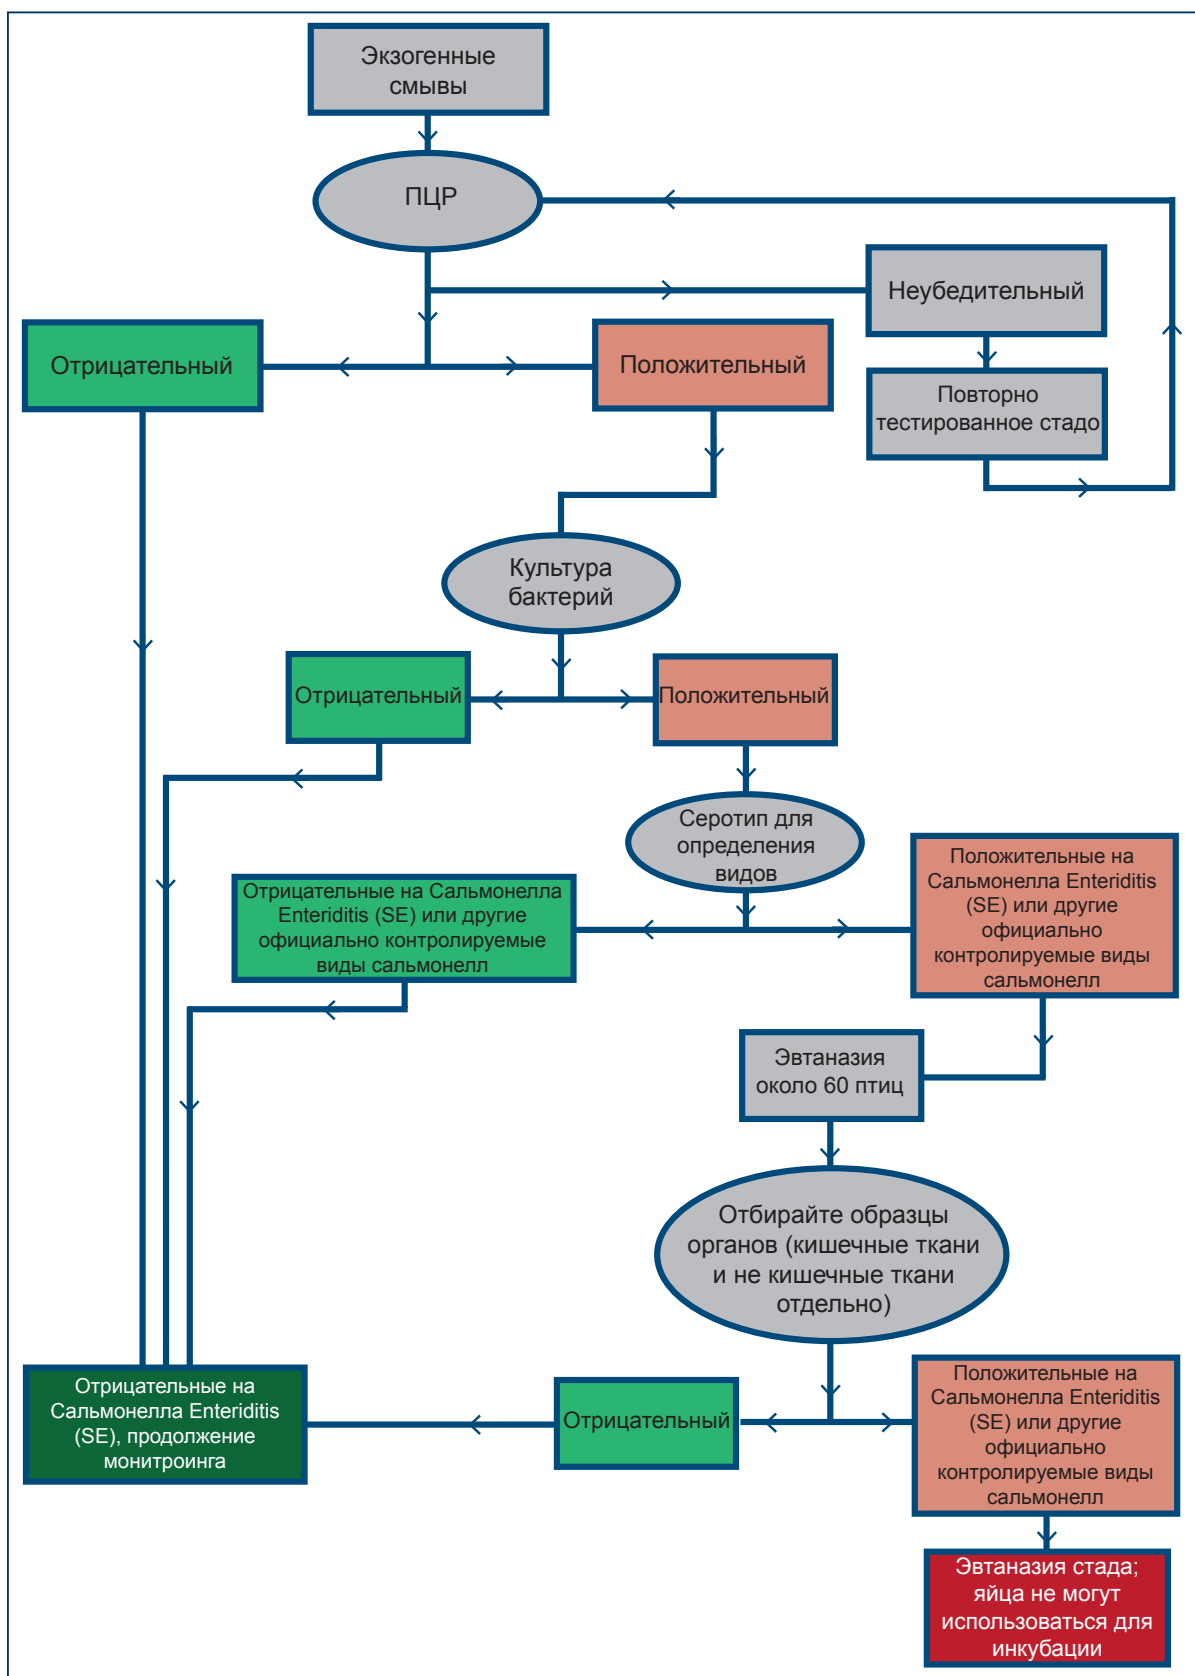 Экзогенные
смывы
ПЦР
Неубедительный
Отрицательный
Положительный
Повторно
тестированное стадо
Культура
бактерий
Отрицательный
Положительный
Серотип для
определения
видов
Отрицательные на Сальмонелла
Enteriditis (SE) или другие
официально контролируемые
виды сальмонелл
Положительные на
Сальмонелла Enteriditis
(SE) или другие
официально
контролируемые виды
сальмонелл
Эвтаназия
около 60 птиц
Отбирайте образцы
органов (кишечные ткани
и не кишечные ткани
отдельно)
Отрицательные на
Сальмонелла Enteriditis
(SE), продолжение
монитроинга
Отрицательный
Положительные на
Сальмонелла Enteriditis
(SE) или другие
официально
контролируемые виды
сальмонелл
Эвтаназия стада;
яйца не могут
использоваться для
инкубации